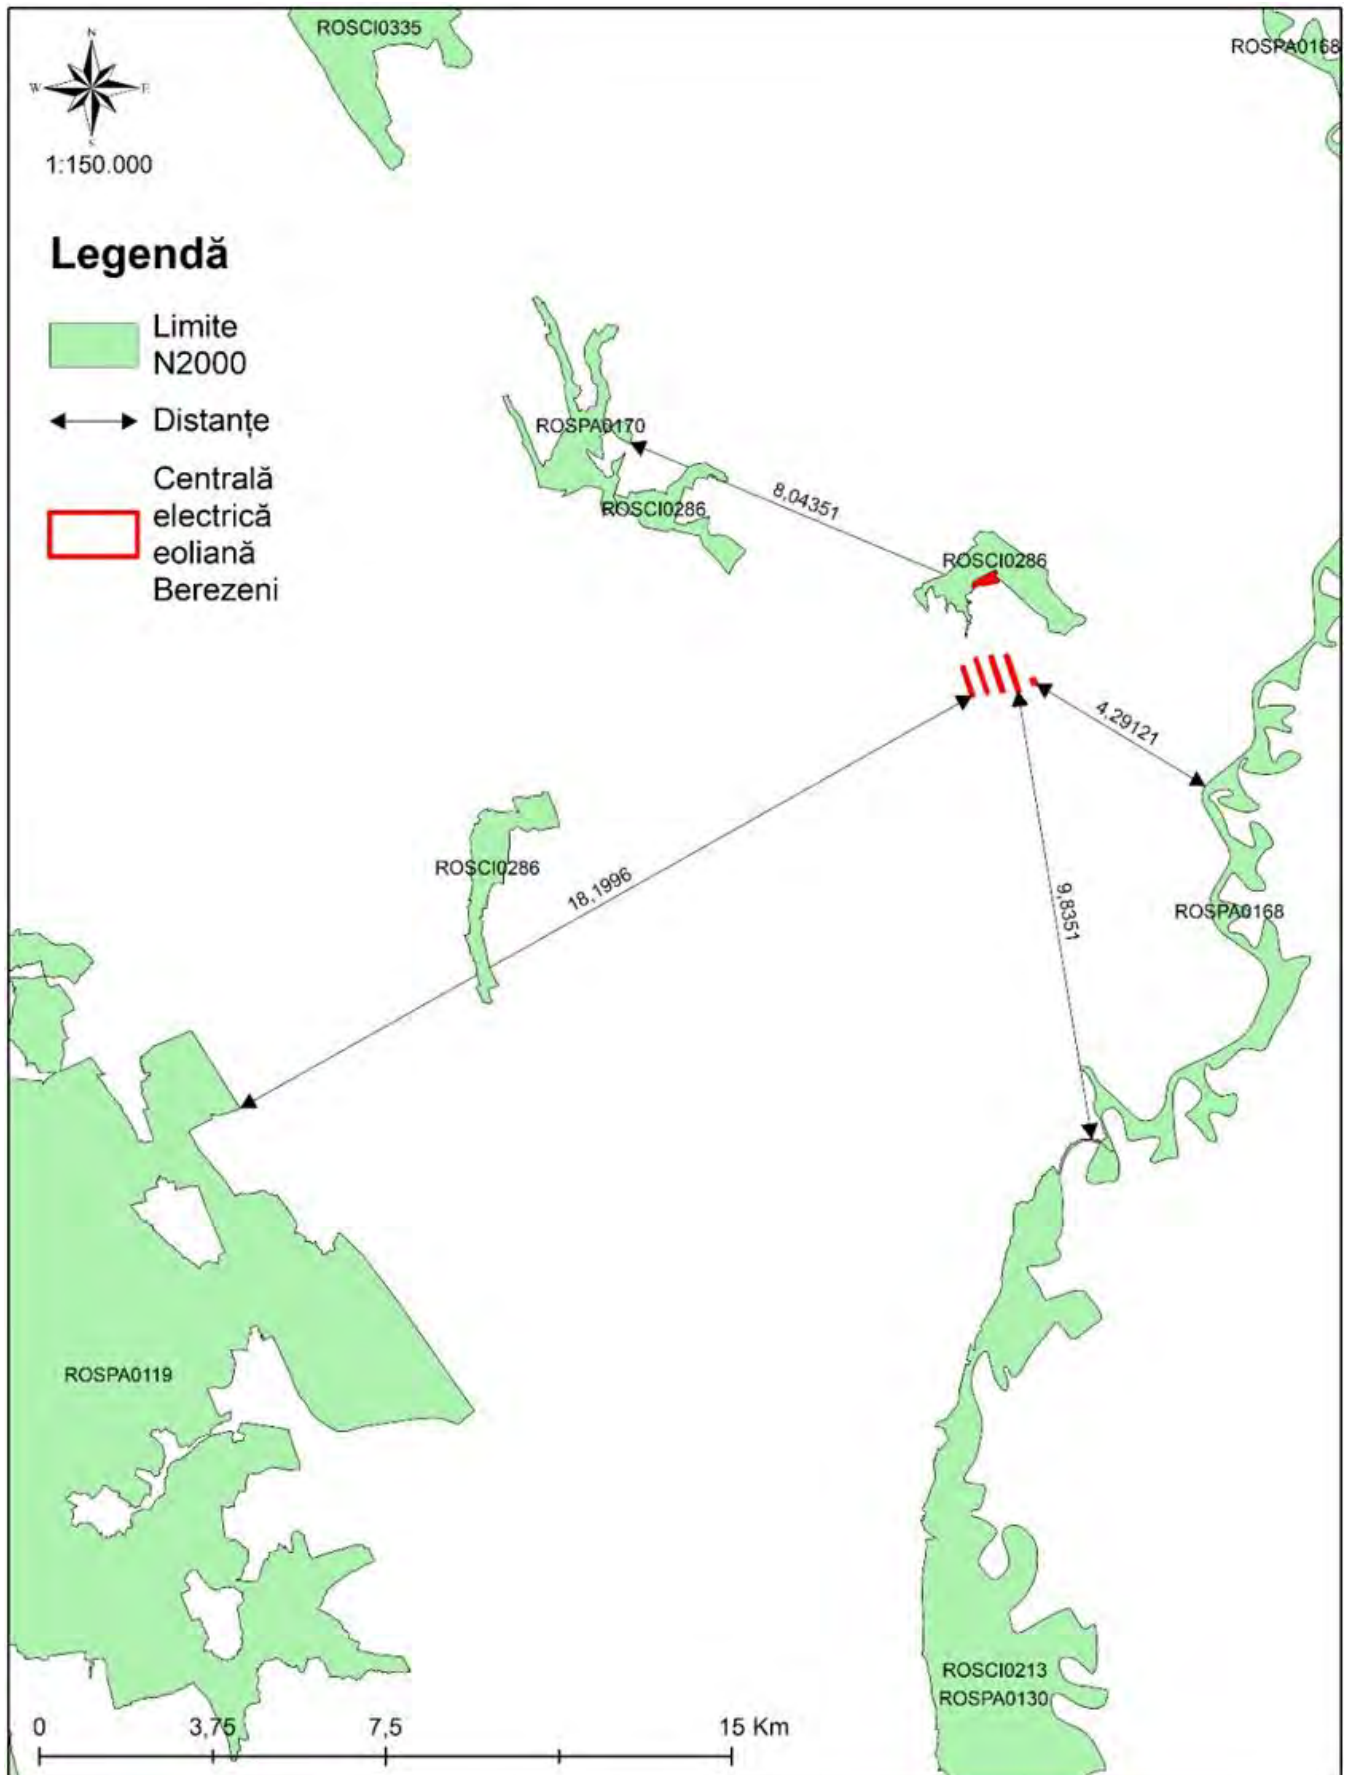 ROSCI0335
ROSPA0168
N
W
E
S
1:150.000
Legendă
Limite
N2000
Distanțe
Centrală
electrică
eoliană
Berezeni
ROSPA0170
8,04351
ROSCI0286
ROSCI0286
4,29121
ROSCI0286
18,1996
9,8351
ROSPA0168
ROSPA0119
ROSCI0213
ROSPA0130
0 3,75 7,5 15 Km